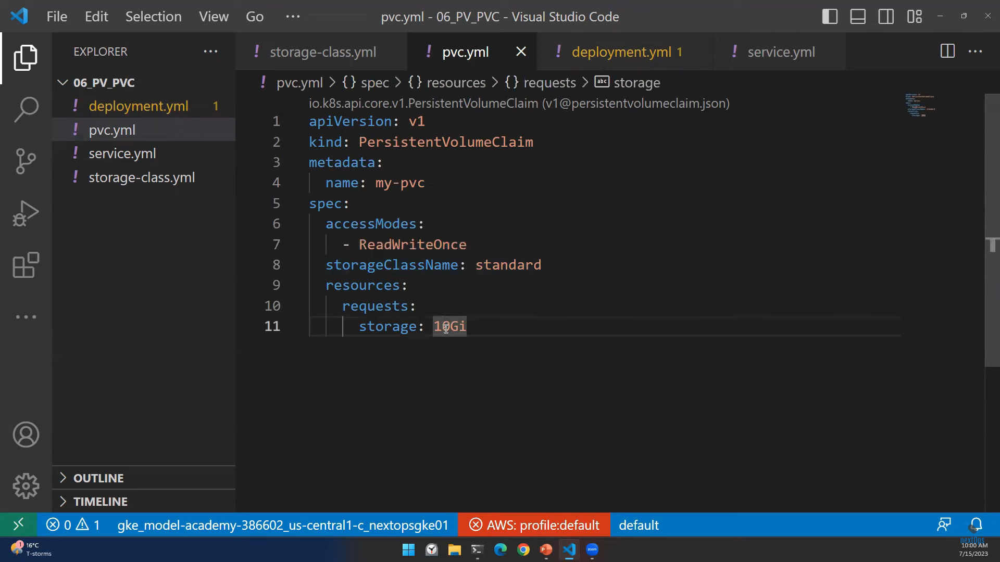 File Edit Selection View Go ··· pvc.yml - 06_PV_PVC - Visual Studio Code
EXPLORER ···
storage-class.yml pvc.yml deployment.yml 1 service.yml ···
06_PV_PVC
deployment.yml 1
pvc.yml
service.yml
storage-class.yml
OUTLINE
TIMELINE
pvc.yml > {} spec > {} resources > {} requests > abc storage
io.k8s.api.core.v1.PersistentVolumeClaim (v1@persistentvolumeclaim.json)
1 apiVersion: v1
2 kind: PersistentVolumeClaim
3 metadata:
4 name: my-pvc
5 spec:
6 accessModes:
7 - ReadWriteOnce
8 storageClassName: standard
9 resources:
10 requests:
11 storage: 10Gi
0 1 gke_model-academy-386602_us-central1-c_nextopsgke01 AWS: profile:default default
1 16°C
T-storms
zoom
nextOps
10:00 AM
7/15/2023